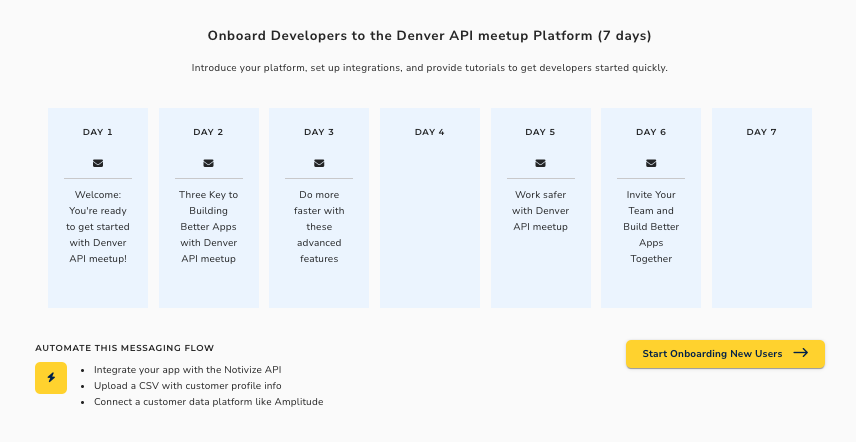 Onboard Developers to the Denver API meetup Platform (7 days)
Introduce your platform, set up integrations, and provide tutorials to get developers started quickly.
DAY 1
Welcome:
You're ready
to get started
with Denver
API meetup!
DAY 2
Three Key to
Building
Better Apps
with Denver
API meetup
DAY 3
Do more
faster with
these
advanced
features
DAY 4
DAY 5
Work safer
with Denver
API meetup
DAY 6
Invite Your
Team and
Build Better
Apps
Together
DAY 7
AUTOMATE THIS MESSAGING FLOW
• Integrate your app with the Notivize API
• Upload a CSV with customer profile info
• Connect a customer data platform like Amplitude
Start Onboarding New Users →